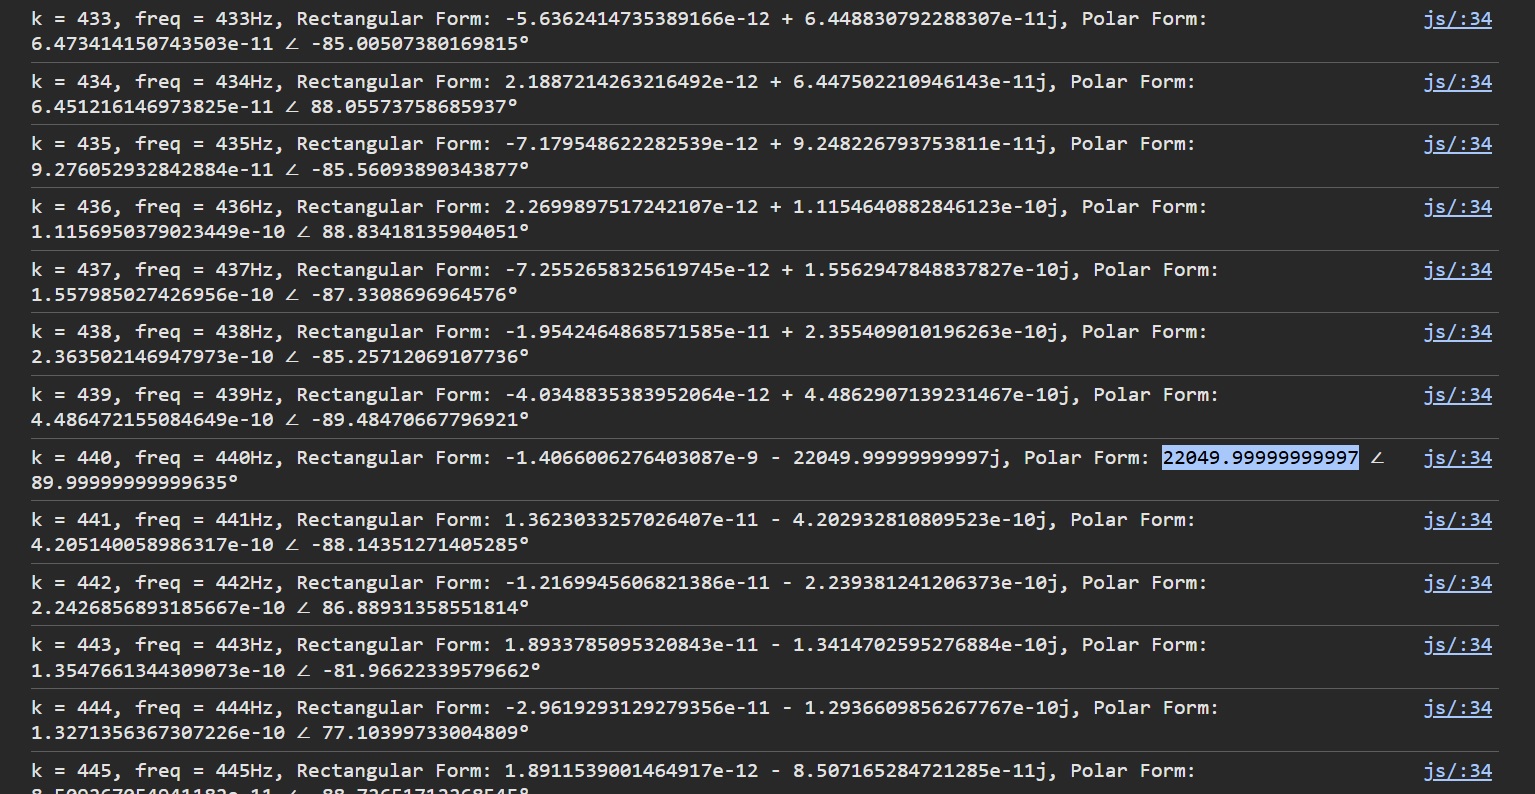 k = 433, freq = 433Hz, Rectangular Form: -5.6362414735389166e-12 + 6.448830792288307e-11j, Polar Form: js/:34
6.473414150743503e-11 ∠ -85.00507380169815°
k = 434, freq = 434Hz, Rectangular Form: 2.1887214263216492e-12 + 6.447502210946143e-11j, Polar Form: js/:34
6.451216146973825e-11 ∠ 88.05573758685937°
k = 435, freq = 435Hz, Rectangular Form: -7.179548622282539e-12 + 9.248226793753811e-11j, Polar Form: js/:34
9.276052932842884e-11 ∠ -85.56093890343877°
k = 436, freq = 436Hz, Rectangular Form: 2.2699897517242107e-12 + 1.1154640882846123e-10j, Polar Form: js/:34
1.1156950379023449e-10 ∠ 88.83418135904051°
k = 437, freq = 437Hz, Rectangular Form: -7.2552658325619745e-12 + 1.5562947848837827e-10j, Polar Form: js/:34
1.557985027426956e-10 ∠ -87.3308696964576°
k = 438, freq = 438Hz, Rectangular Form: -1.9542464868571585e-11 + 2.355409010196263e-10j, Polar Form: js/:34
2.363502146947973e-10 ∠ -85.25712069107736°
k = 439, freq = 439Hz, Rectangular Form: -4.0348835383952064e-12 + 4.4862907139231467e-10j, Polar Form: js/:34
4.486472155084649e-10 ∠ -89.48470667796921°
k = 440, freq = 440Hz, Rectangular Form: -1.4066006276403087e-9 - 22049.99999999997j, Polar Form: 22049.99999999997 ∠ js/:34
89.99999999999635°
k = 441, freq = 441Hz, Rectangular Form: 1.3623033257026407e-11 - 4.202932810809523e-10j, Polar Form: js/:34
4.205140058986317e-10 ∠ -88.14351271405285°
k = 442, freq = 442Hz, Rectangular Form: -1.2169945606821386e-11 - 2.239381241206373e-10j, Polar Form: js/:34
2.2426856893185667e-10 ∠ 86.88931358551814°
k = 443, freq = 443Hz, Rectangular Form: 1.8933785095320843e-11 - 1.3414702595276884e-10j, Polar Form: js/:34
1.3547661344309073e-10 ∠ -81.96622339579662°
k = 444, freq = 444Hz, Rectangular Form: -2.9619293129279356e-11 - 1.2936609856267767e-10j, Polar Form: js/:34
1.3271356367307226e-10 ∠ 77.10399733004809°
k = 445, freq = 445Hz, Rectangular Form: 1.8911539001464917e-12 - 8.507165284721285e-11j, Polar Form: js/:34